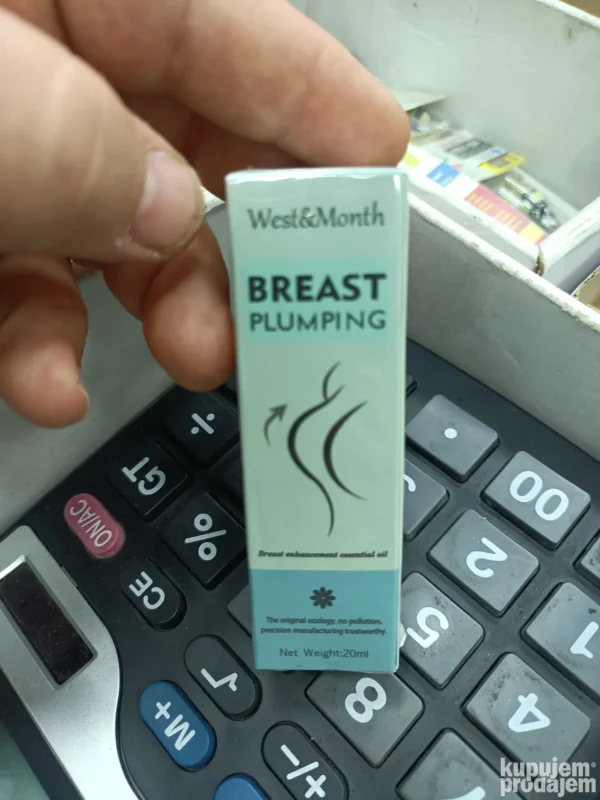 West&Month
BREAST
PLUMPING
Breast enhancement essential oil
The original ecology, no pollution,
precision manufacturing trustworthy.
Net Weight:20ml
÷
GT
ON/AC
%
CE
√
M+
+/-
.
00
2
1
5
4
8
kupujem
prodajem